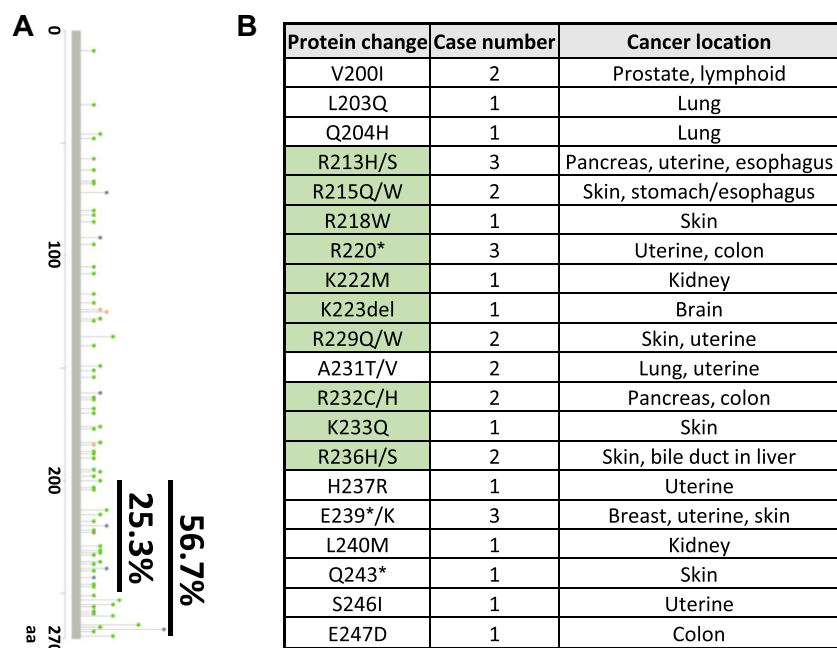 A
0
100
200
270
aa
25.3%
56.7%
B
Protein change Case number Cancer location
V200I 2 Prostate, lymphoid
L203Q 1 Lung
Q204H 1 Lung
R213H/S 3 Pancreas, uterine, esophagus
R215Q/W 2 Skin, stomach/esophagus
R218W 1 Skin
R220* 3 Uterine, colon
K222M 1 Kidney
K223del 1 Brain
R229Q/W 2 Skin, uterine
A231T/V 2 Lung, uterine
R232C/H 2 Pancreas, colon
K233Q 1 Skin
R236H/S 2 Skin, bile duct in liver
H237R 1 Uterine
E239*/K 3 Breast, uterine, skin
L240M 1 Kidney
Q243* 1 Skin
S246I 1 Uterine
E247D 1 Colon